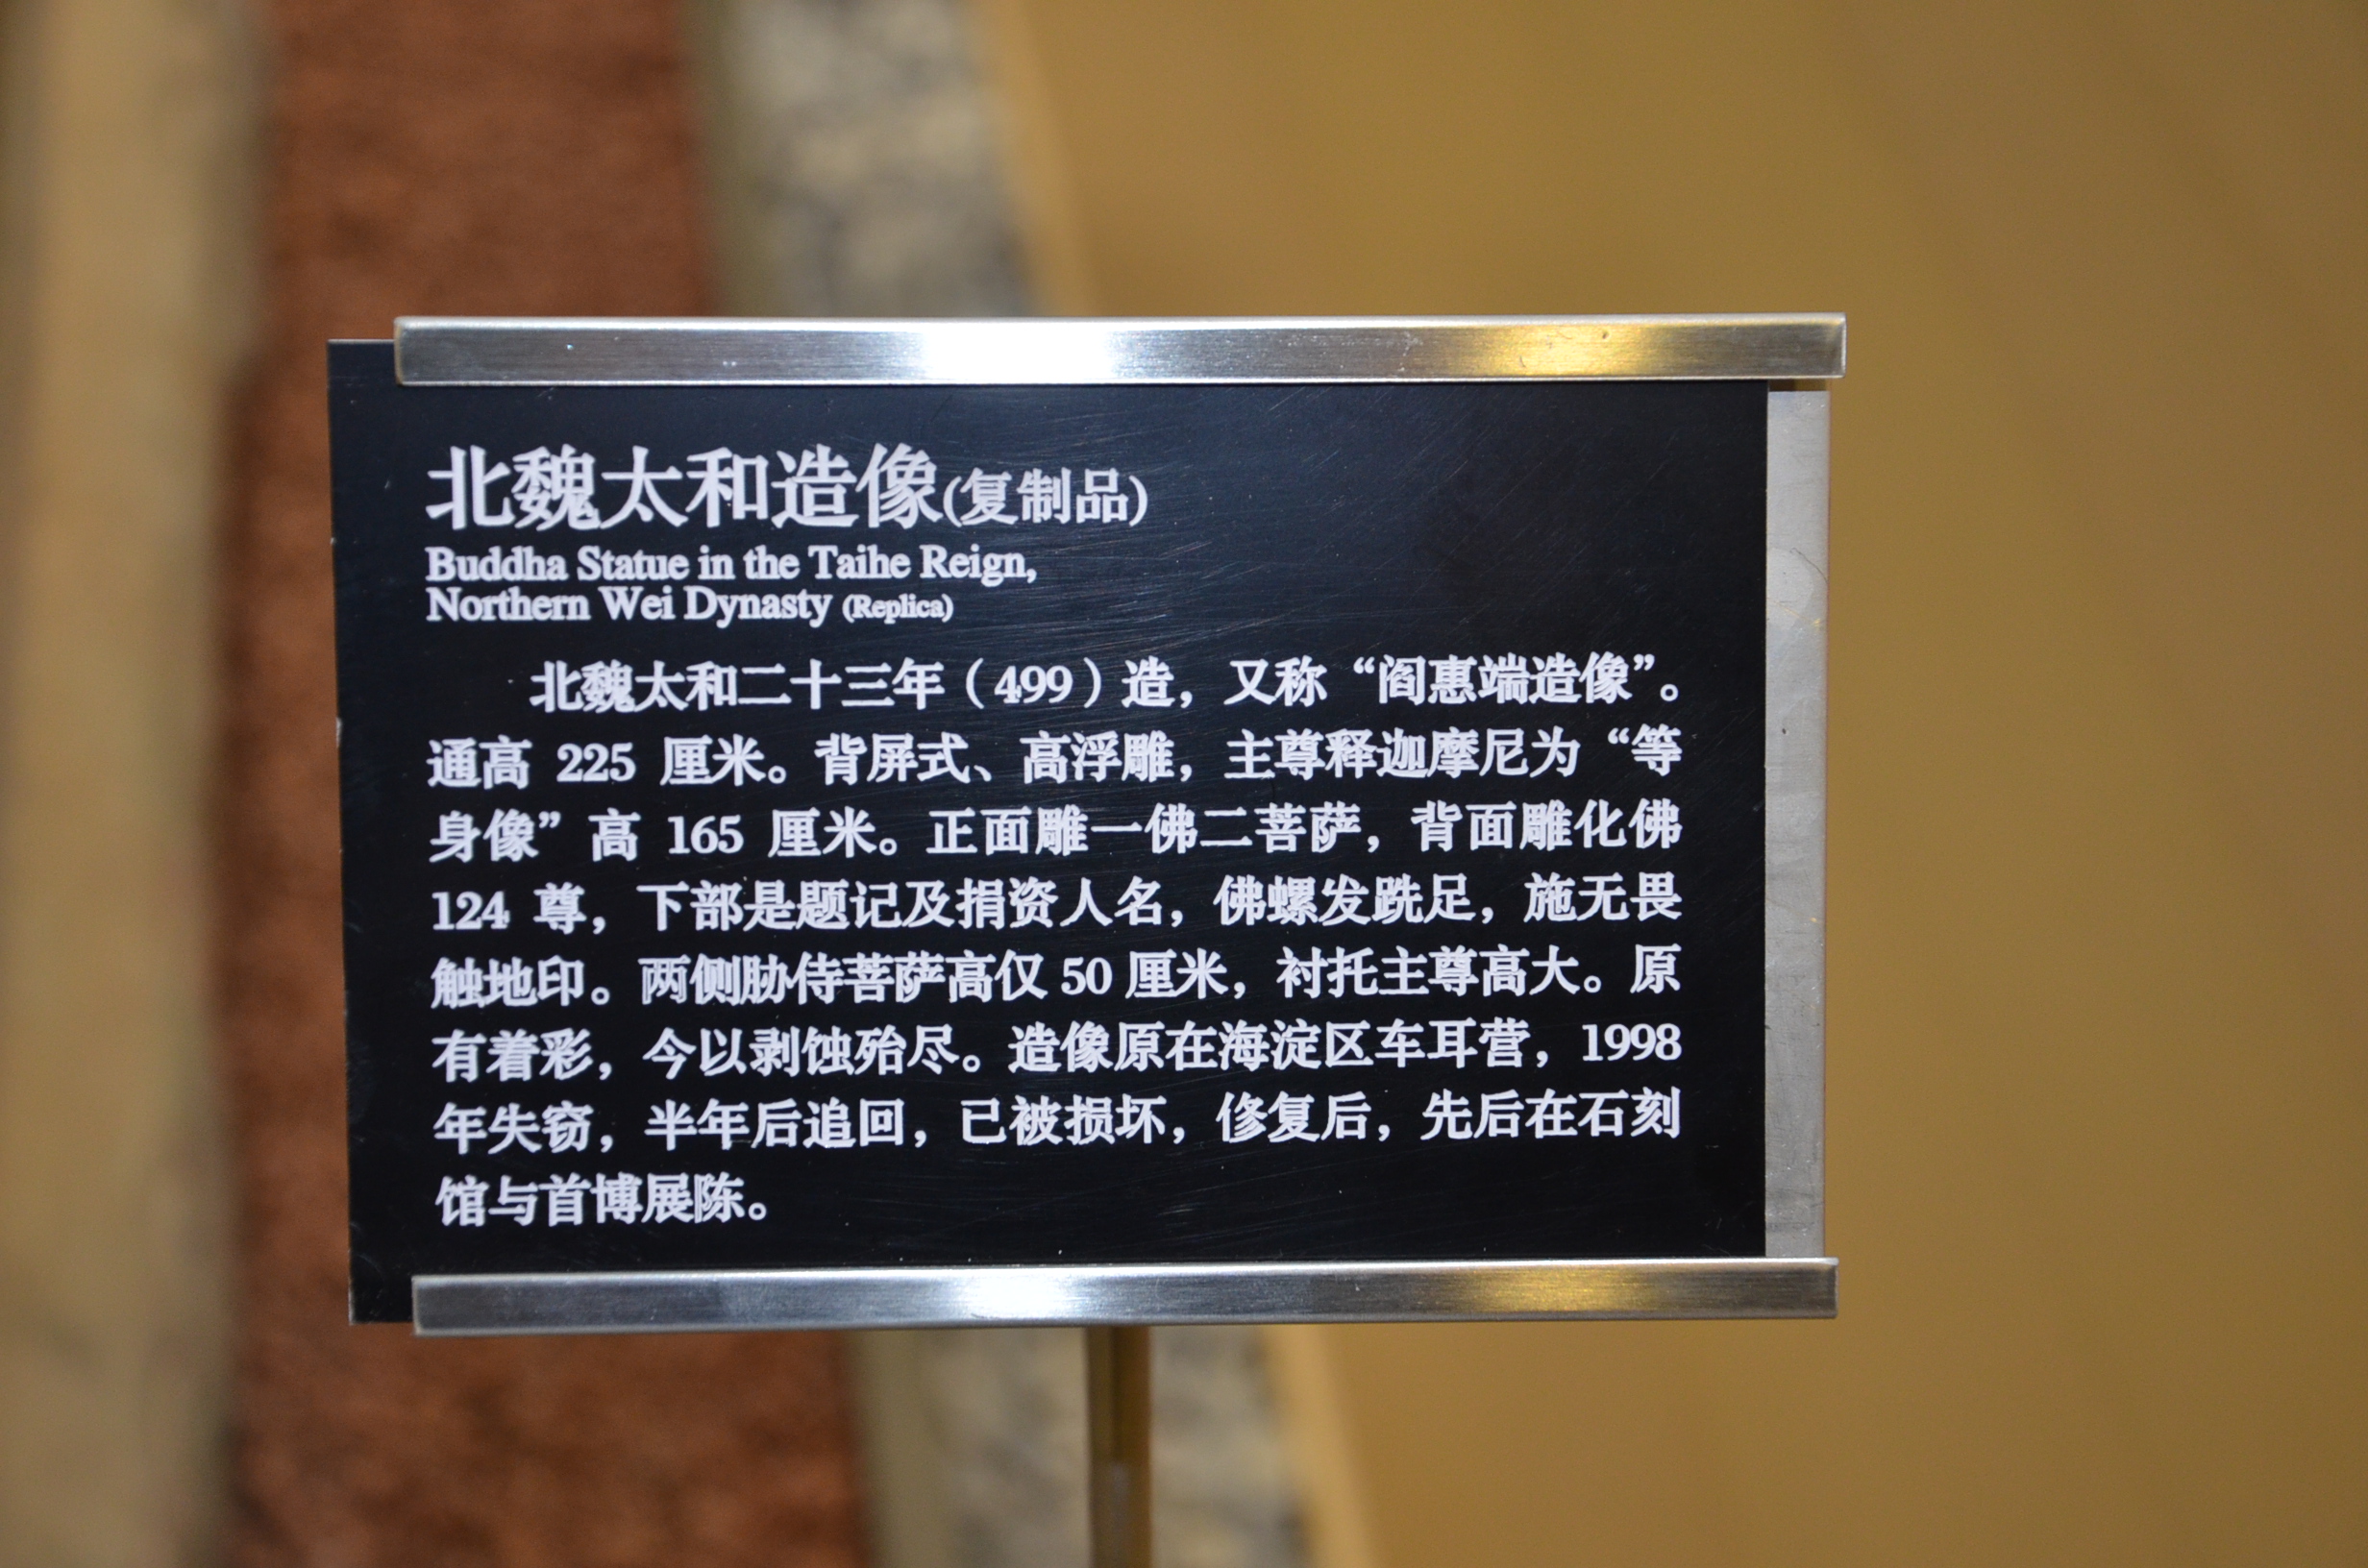 北魏太和造像(复制品)
Buddha Statue in the Taihe Reign,
Northern Wei Dynasty (Replica)
北魏太和二十三年（499）造，又称“阎惠端造像”。
通高 225 厘米。背屏式、高浮雕，主尊释迦摩尼为“等
身像”高 165 厘米。正面雕一佛二菩萨，背面雕化佛
124 尊，下部是题记及捐资人名，佛螺发跣足，施无畏
触地印。两侧胁侍菩萨高仅 50 厘米，衬托主尊高大。原
有着彩，今以剥蚀殆尽。造像原在海淀区车耳营，1998
年失窃，半年后追回，已被损坏，修复后，先后在石刻
馆与首博展陈。